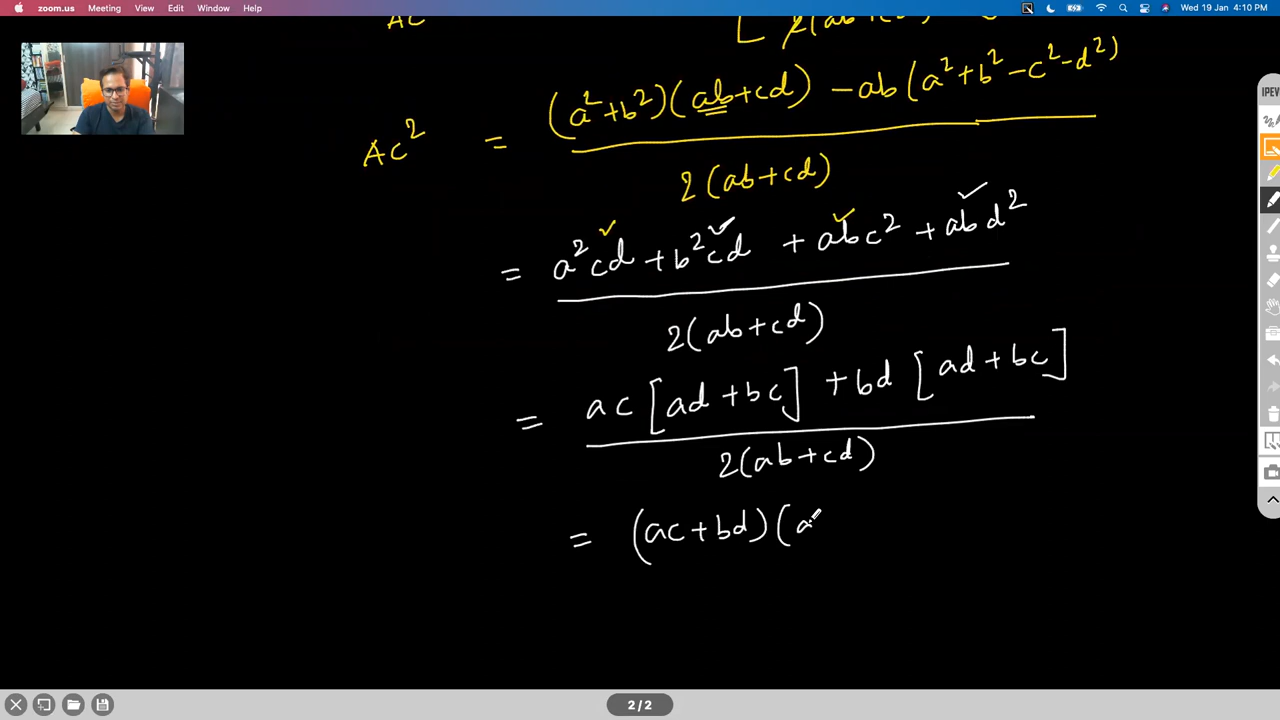 zoom.us Meeting View Edit Window Help Wed 19 Jan 4:10 PM
AC
(a²+b²)(ab+cd) - ab(a²+b²-c²-d²)
AC² =
2(ab+cd)
= a²cd + b²cd + abc² + abd²
2(ab+cd)
= ac[ad+bc] + bd[ad+bc]
2(ab+cd)
= (ac+bd)(a
IPEV
2/2